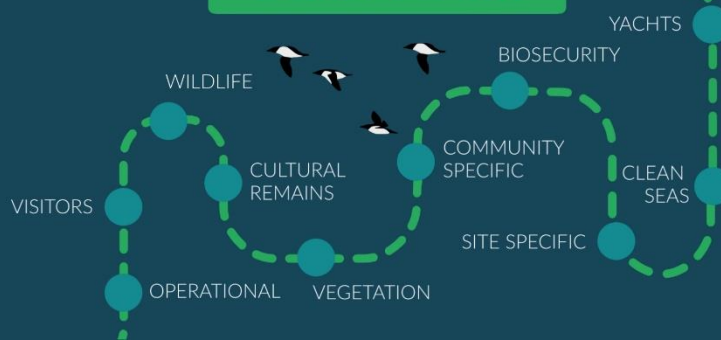 YACHTS
BIOSECURITY
WILDLIFE
COMMUNITY
SPECIFIC
CULTURAL
REMAINS
CLEAN
SEAS
VISITORS
SITE SPECIFIC
OPERATIONAL
VEGETATION